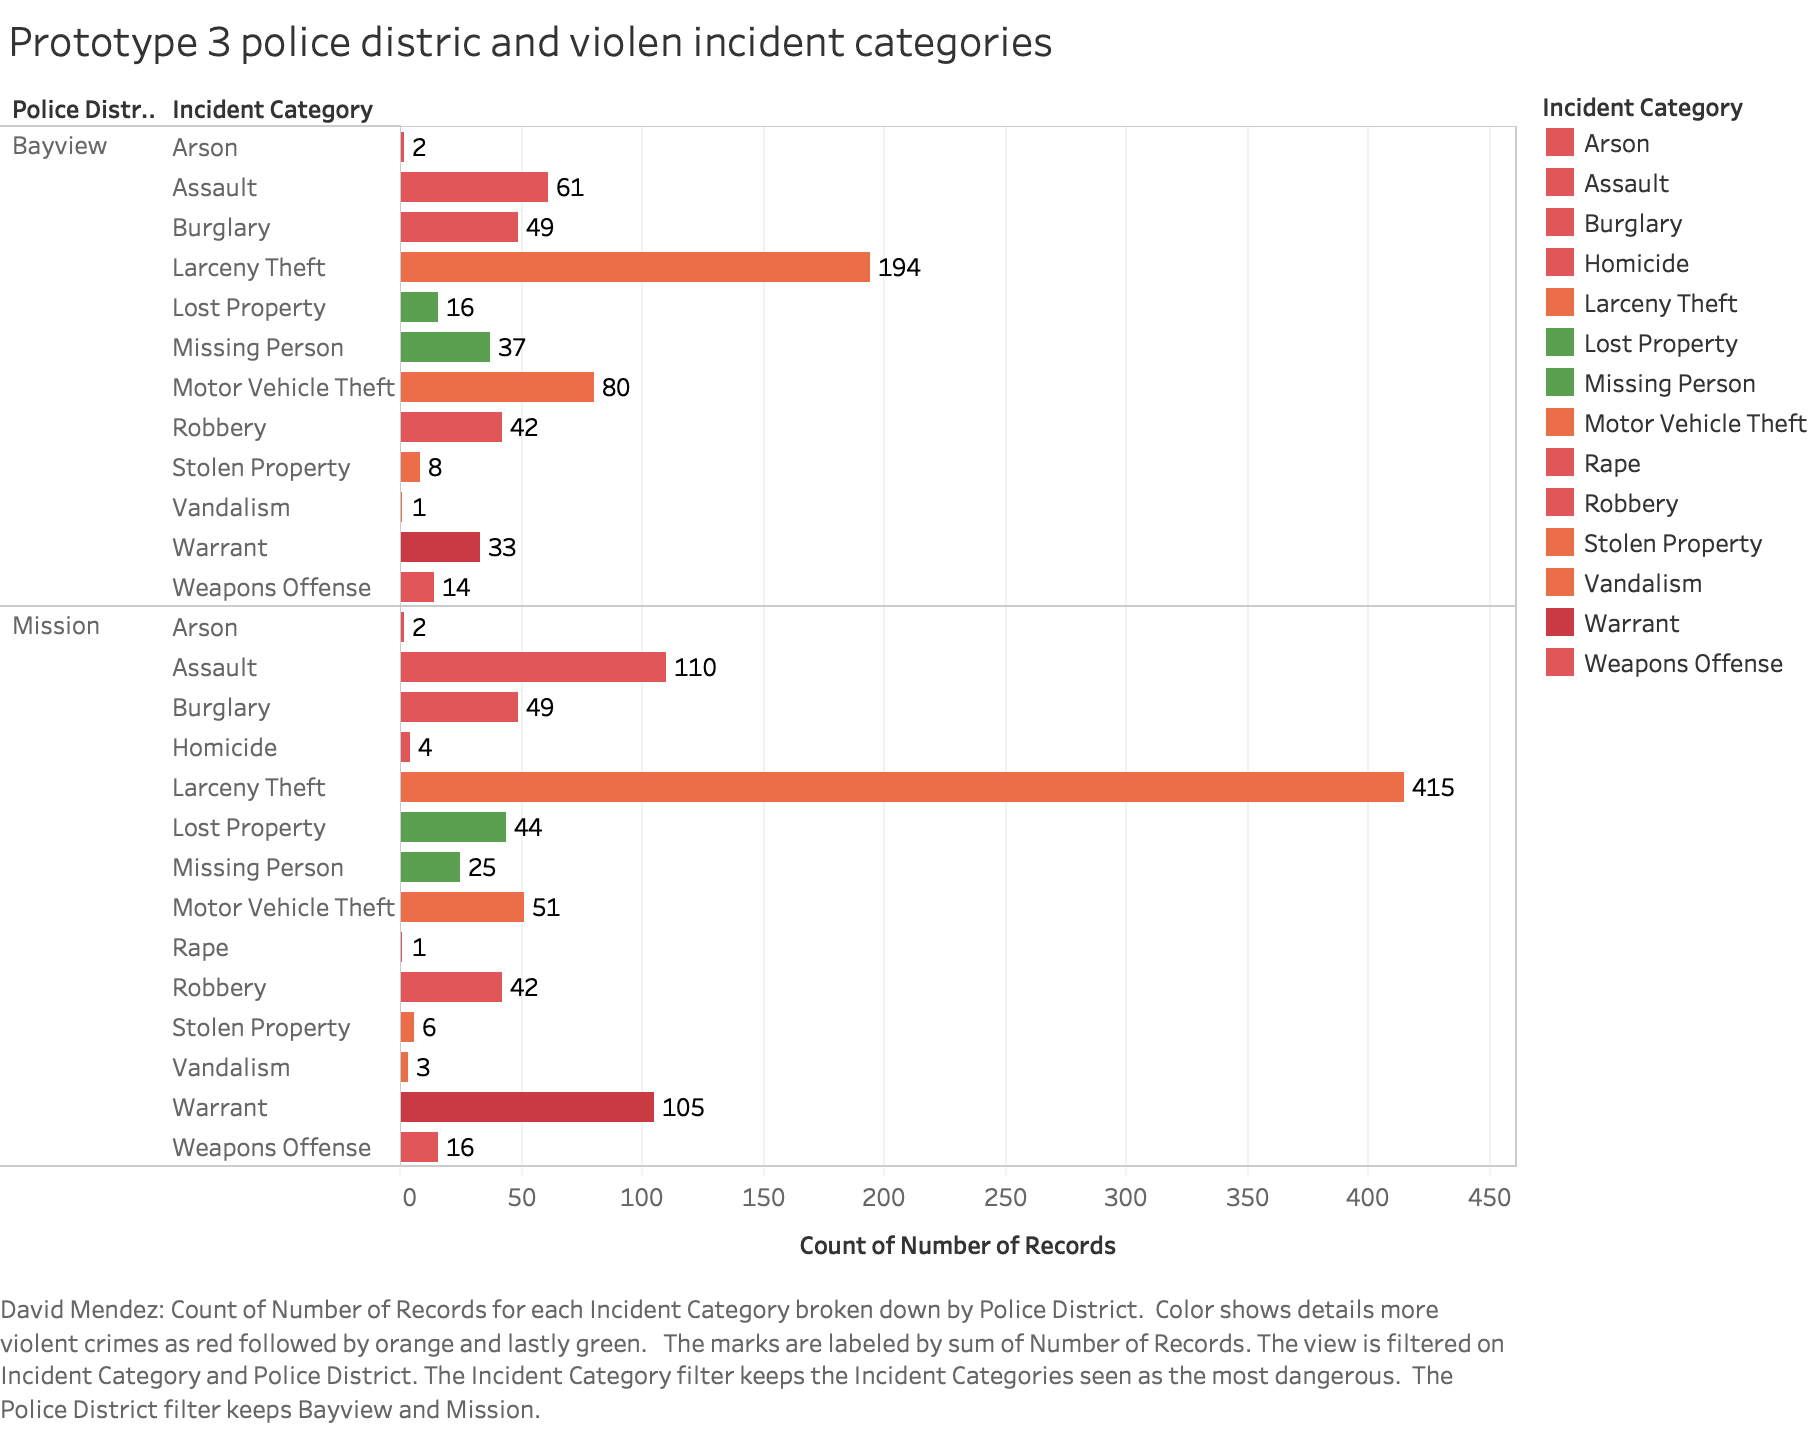 Prototype 3 police distric and violen incident categories
Police Distr.. Incident Category
Bayview Arson 2
Assault 61
Burglary 49
Larceny Theft 194
Lost Property 16
Missing Person 37
Motor Vehicle Theft 80
Robbery 42
Stolen Property 8
Vandalism 1
Warrant 33
Weapons Offense 14
Mission Arson 2
Assault 110
Burglary 49
Homicide 4
Larceny Theft 415
Lost Property 44
Missing Person 25
Motor Vehicle Theft 51
Rape 1
Robbery 42
Stolen Property 6
Vandalism 3
Warrant 105
Weapons Offense 16
0 50 100 150 200 250 300 350 400 450
Count of Number of Records
Incident Category
Arson
Assault
Burglary
Homicide
Larceny Theft
Lost Property
Missing Person
Motor Vehicle Theft
Rape
Robbery
Stolen Property
Vandalism
Warrant
Weapons Offense
David Mendez: Count of Number of Records for each Incident Category broken down by Police District.  Color shows details more
violent crimes as red followed by orange and lastly green.   The marks are labeled by sum of Number of Records. The view is filtered on
Incident Category and Police District. The Incident Category filter keeps the Incident Categories seen as the most dangerous.  The
Police District filter keeps Bayview and Mission.